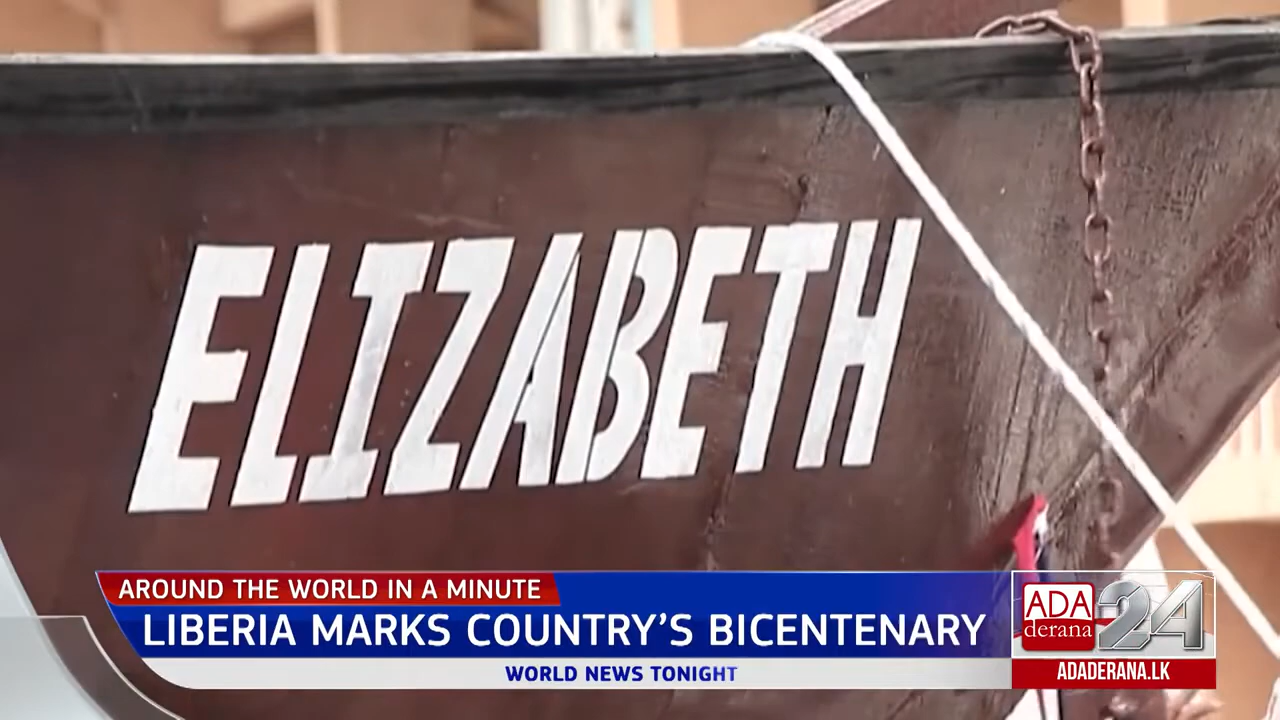 ELIZABETH
AROUND THE WORLD IN A MINUTE
LIBERIA MARKS COUNTRY'S BICENTENARY
WORLD NEWS TONIGHT
ADA
derana
24
ADADERANA.LK